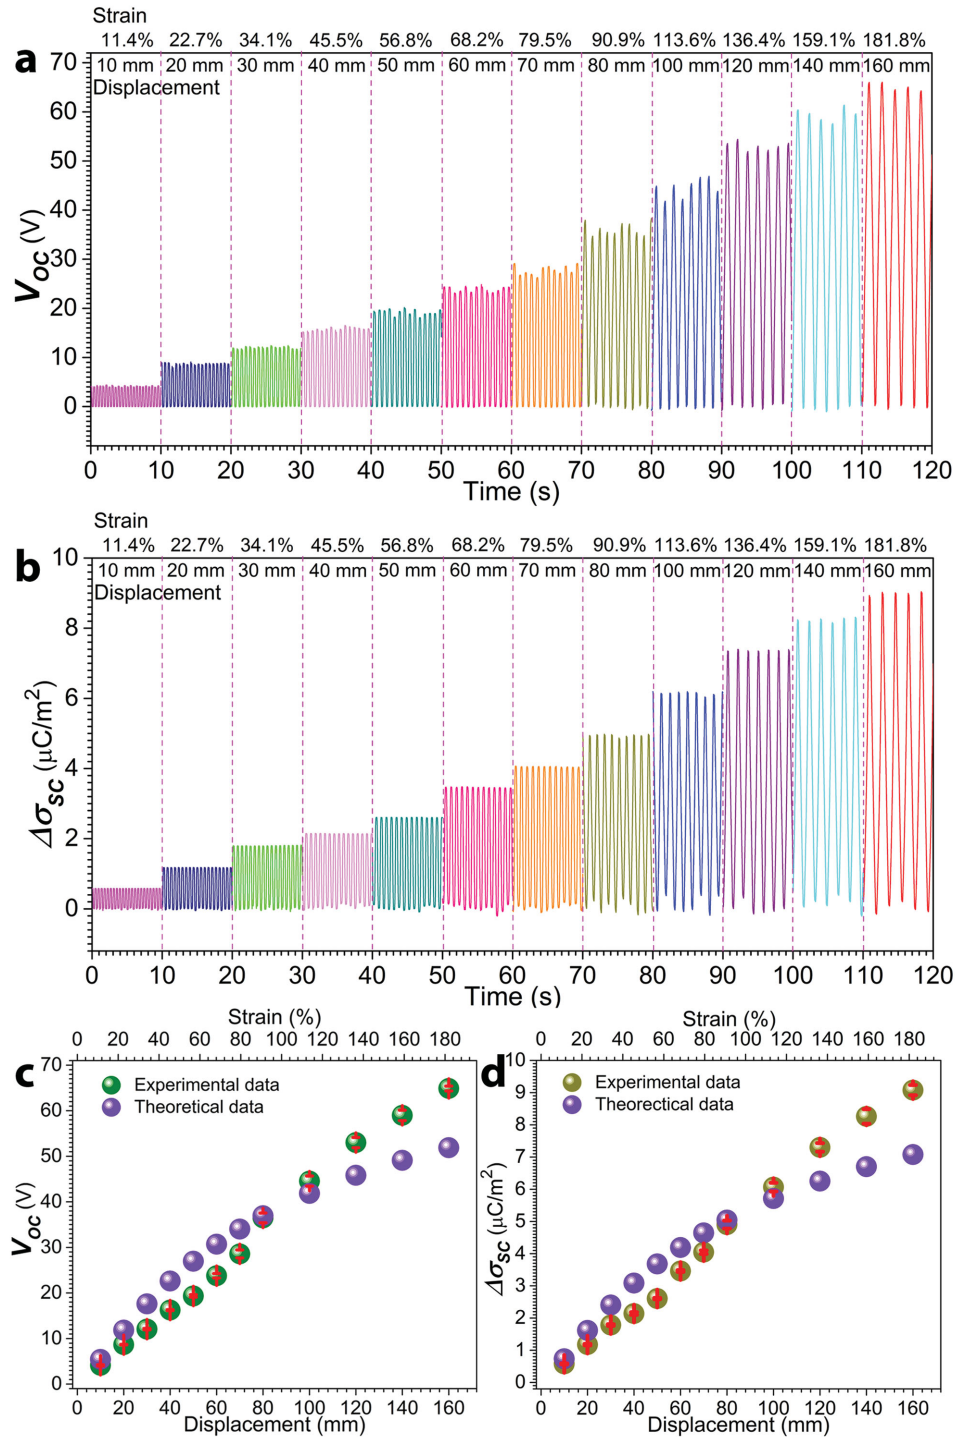 Strain
11.4% 22.7% 34.1% 45.5% 56.8% 68.2% 79.5% 90.9% 113.6% 136.4% 159.1% 181.8%
a
10 mm 20 mm 30 mm 40 mm 50 mm 60 mm 70 mm 80 mm 100 mm 120 mm 140 mm 160 mm
Displacement
70
60
50
40
30
20
10
0
Voc (V)
0 10 20 30 40 50 60 70 80 90 100 110 120
Time (s)
Strain
11.4% 22.7% 34.1% 45.5% 56.8% 68.2% 79.5% 90.9% 113.6% 136.4% 159.1% 181.8%
b
10 mm 20 mm 30 mm 40 mm 50 mm 60 mm 70 mm 80 mm 100 mm 120 mm 140 mm 160 mm
Displacement
10
8
6
4
2
0
Δσsc (μC/m²)
0 10 20 30 40 50 60 70 80 90 100 110 120
Time (s)
Strain (%)
0 20 40 60 80 100 120 140 160 180
c
Experimental data
Theoretical data
70
60
50
40
30
20
10
0
Voc (V)
0 20 40 60 80 100 120 140 160
Displacement (mm)
Strain (%)
0 20 40 60 80 100 120 140 160 180
d
Experimental data
Theorectical data
10
9
8
7
6
5
4
3
2
1
0
Δσsc (μC/m²)
0 20 40 60 80 100 120 140 160
Displacement (mm)